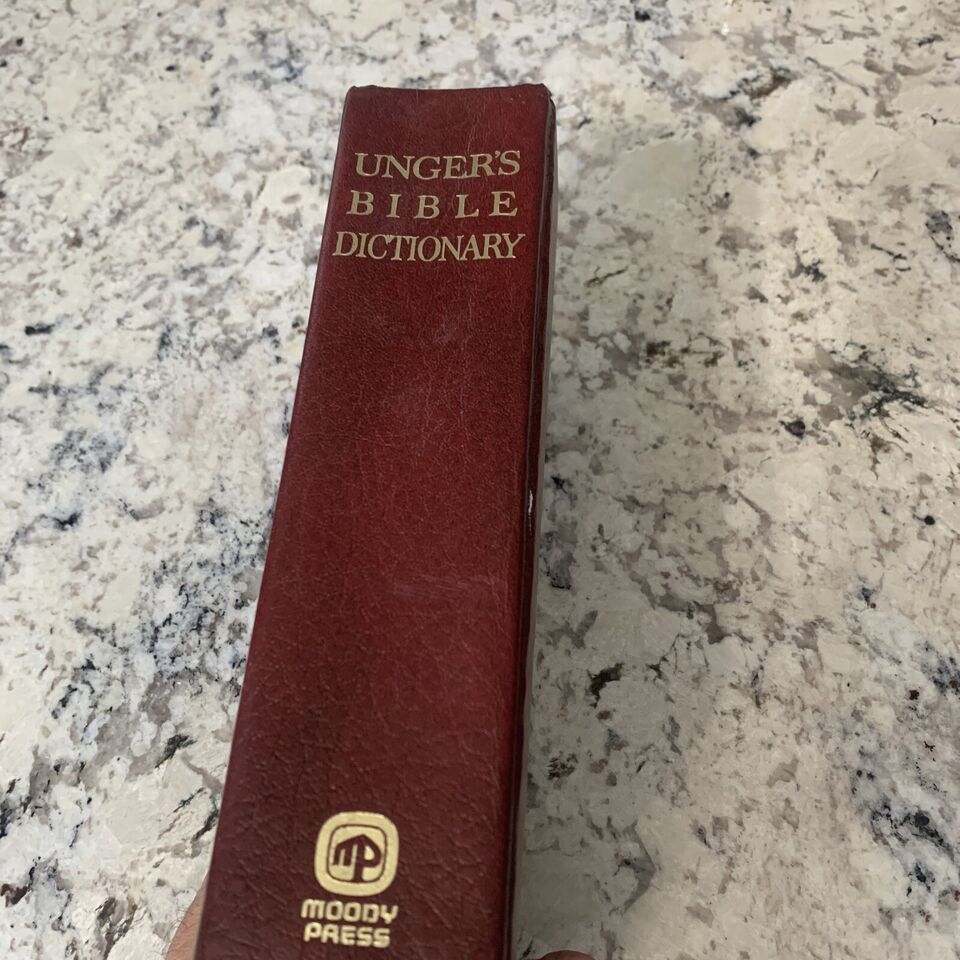 UNGER'S
BIBLE
DICTIONARY
mp
MOODY
PRESS